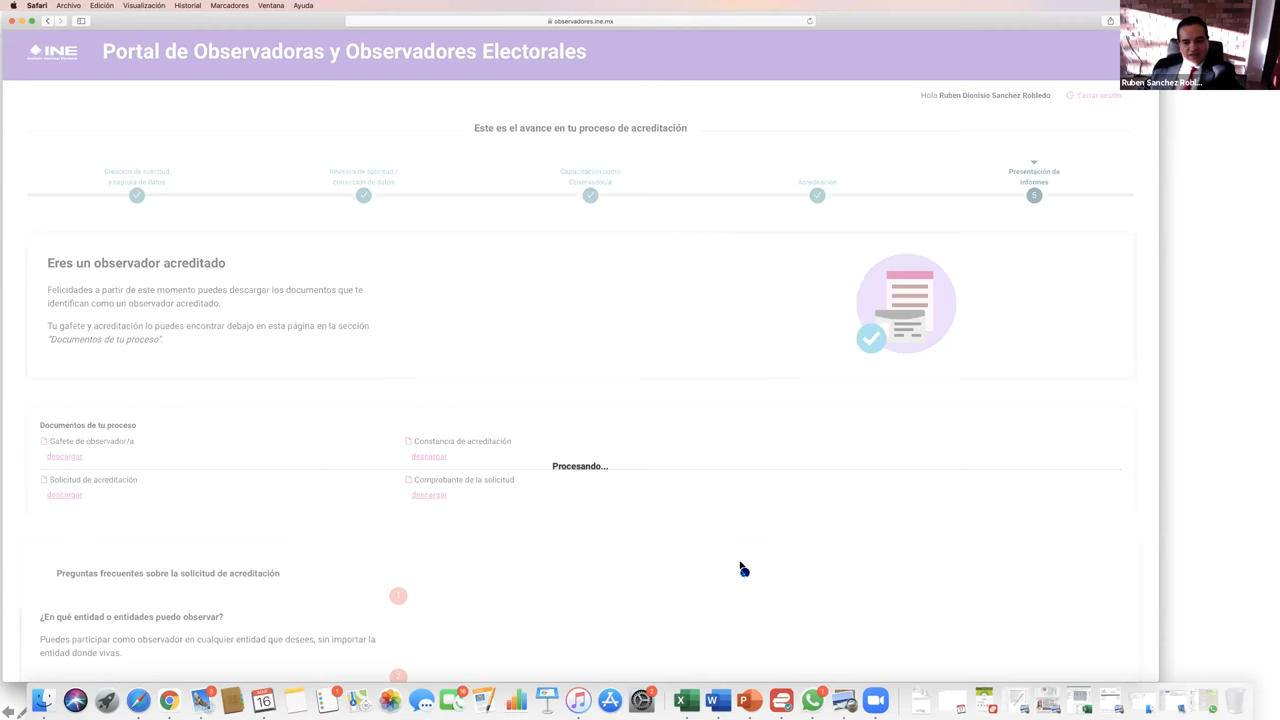 Safari Archivo Edición Visualización Historial Marcadores Ventana Ayuda
observadores.ine.mx
INE
Portal de Observadoras y Observadores Electorales
Ruben Sanchez Robl...
Hola Ruben Dionisio Sanchez Robledo
Cerrar sesión
Este es el avance en tu proceso de acreditación
Creación de solicitud
y captura de datos
Revisión de solicitud /
corrección de datos
Capacitación como
Observador/a
Acreditación
Presentación de
informes
5
Eres un observador acreditado
Felicidades a partir de este momento puedes descargar los documentos que te
identifican como un observador acreditado.
Tu gafete y acreditación lo puedes encontrar debajo en esta página en la sección
"Documentos de tu proceso".
Documentos de tu proceso
Gafete de observador/a
descargar
Constancia de acreditación
descargar
Procesando...
Solicitud de acreditación
descargar
Comprobante de la solicitud
descargar
Preguntas frecuentes sobre la solicitud de acreditación
1
¿En qué entidad o entidades puedo observar?
Puedes participar como observador en cualquier entidad que desees, sin importar la
entidad donde vivas.
2
3
MAR
16
1
16
2
1